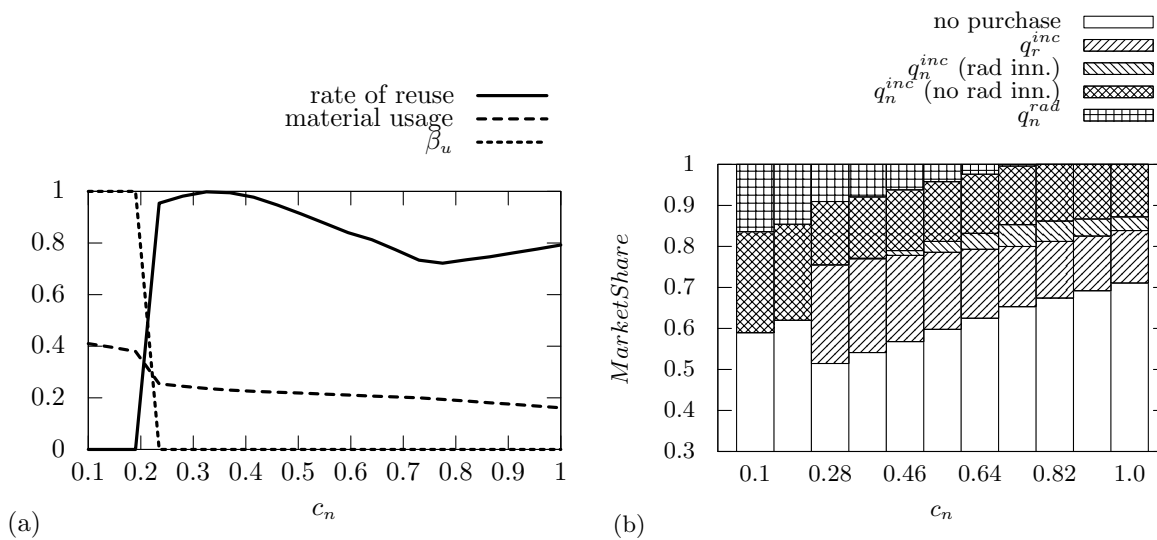 rate of reuse
material usage
β_u
1
0.8
0.6
0.4
0.2
0
0.1 0.2 0.3 0.4 0.5 0.6 0.7 0.8 0.9 1
c_n
(a)
no purchase
q_r^{inc}
q_n^{inc} (rad inn.)
q_n^{inc} (no rad inn.)
q_n^{rad}
MarketShare
1
0.9
0.8
0.7
0.6
0.5
0.4
0.3
0.1 0.28 0.46 0.64 0.82 1.0
c_n
(b)